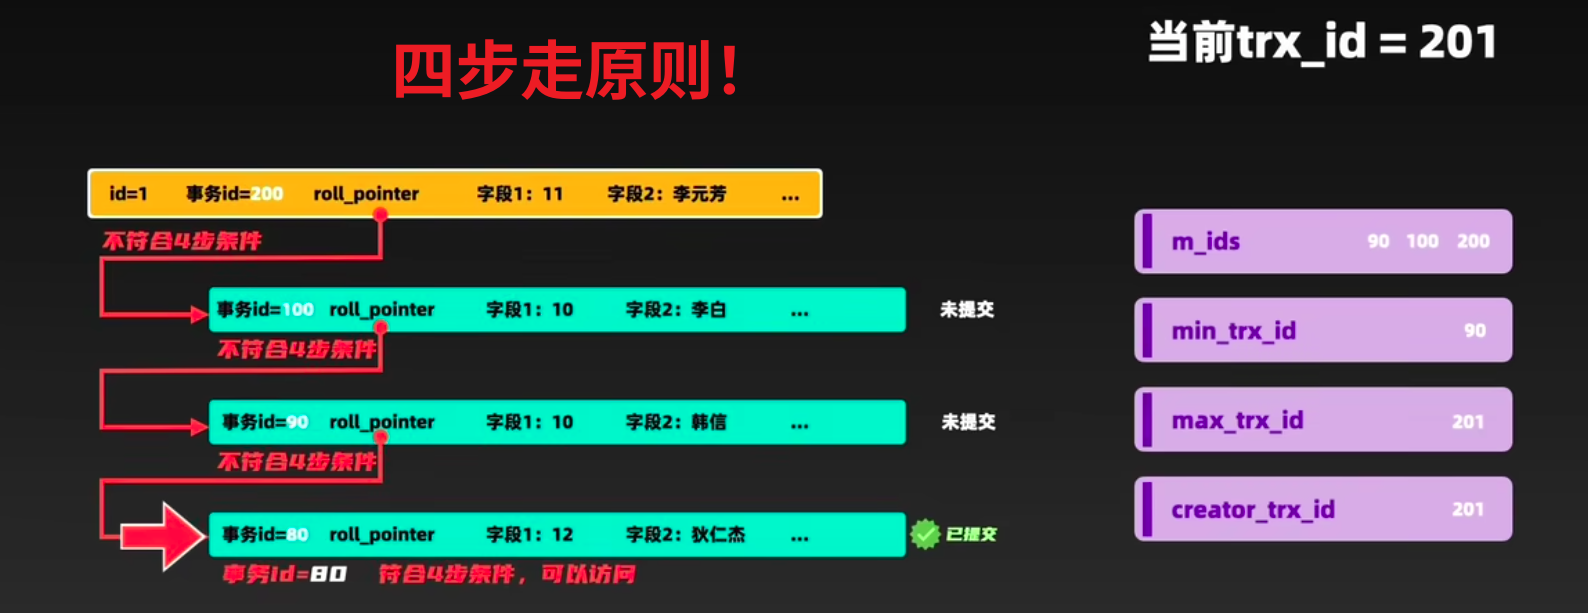 当前trx_id = 201
四步走原则！
id=1 事务id=200 roll_pointer 字段1：11 字段2：李元芳 ...
不符合4步条件
事务id=100 roll_pointer 字段1：10 字段2：李白 ... 未提交
不符合4步条件
事务id=90 roll_pointer 字段1：10 字段2：韩信 ... 未提交
不符合4步条件
事务id=80 roll_pointer 字段1：12 字段2：狄仁杰 ... 已提交
事务id=80 符合4步条件，可以访问
m_ids 90 100 200
min_trx_id 90
max_trx_id 201
creator_trx_id 201